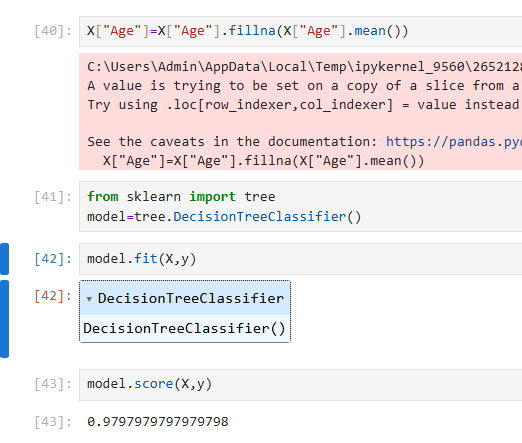 [40]: X["Age"]=X["Age"].fillna(X["Age"].mean())
C:\Users\Admin\AppData\Local\Temp\ipykernel_9560\2652128
A value is trying to be set on a copy of a slice from a
Try using .loc[row_indexer,col_indexer] = value instead
See the caveats in the documentation: https://pandas.pyd
X["Age"]=X["Age"].fillna(X["Age"].mean())
[41]: from sklearn import tree
model=tree.DecisionTreeClassifier()
[42]: model.fit(X,y)
[42]: ▾ DecisionTreeClassifier
DecisionTreeClassifier()
[43]: model.score(X,y)
[43]: 0.9797979797979798